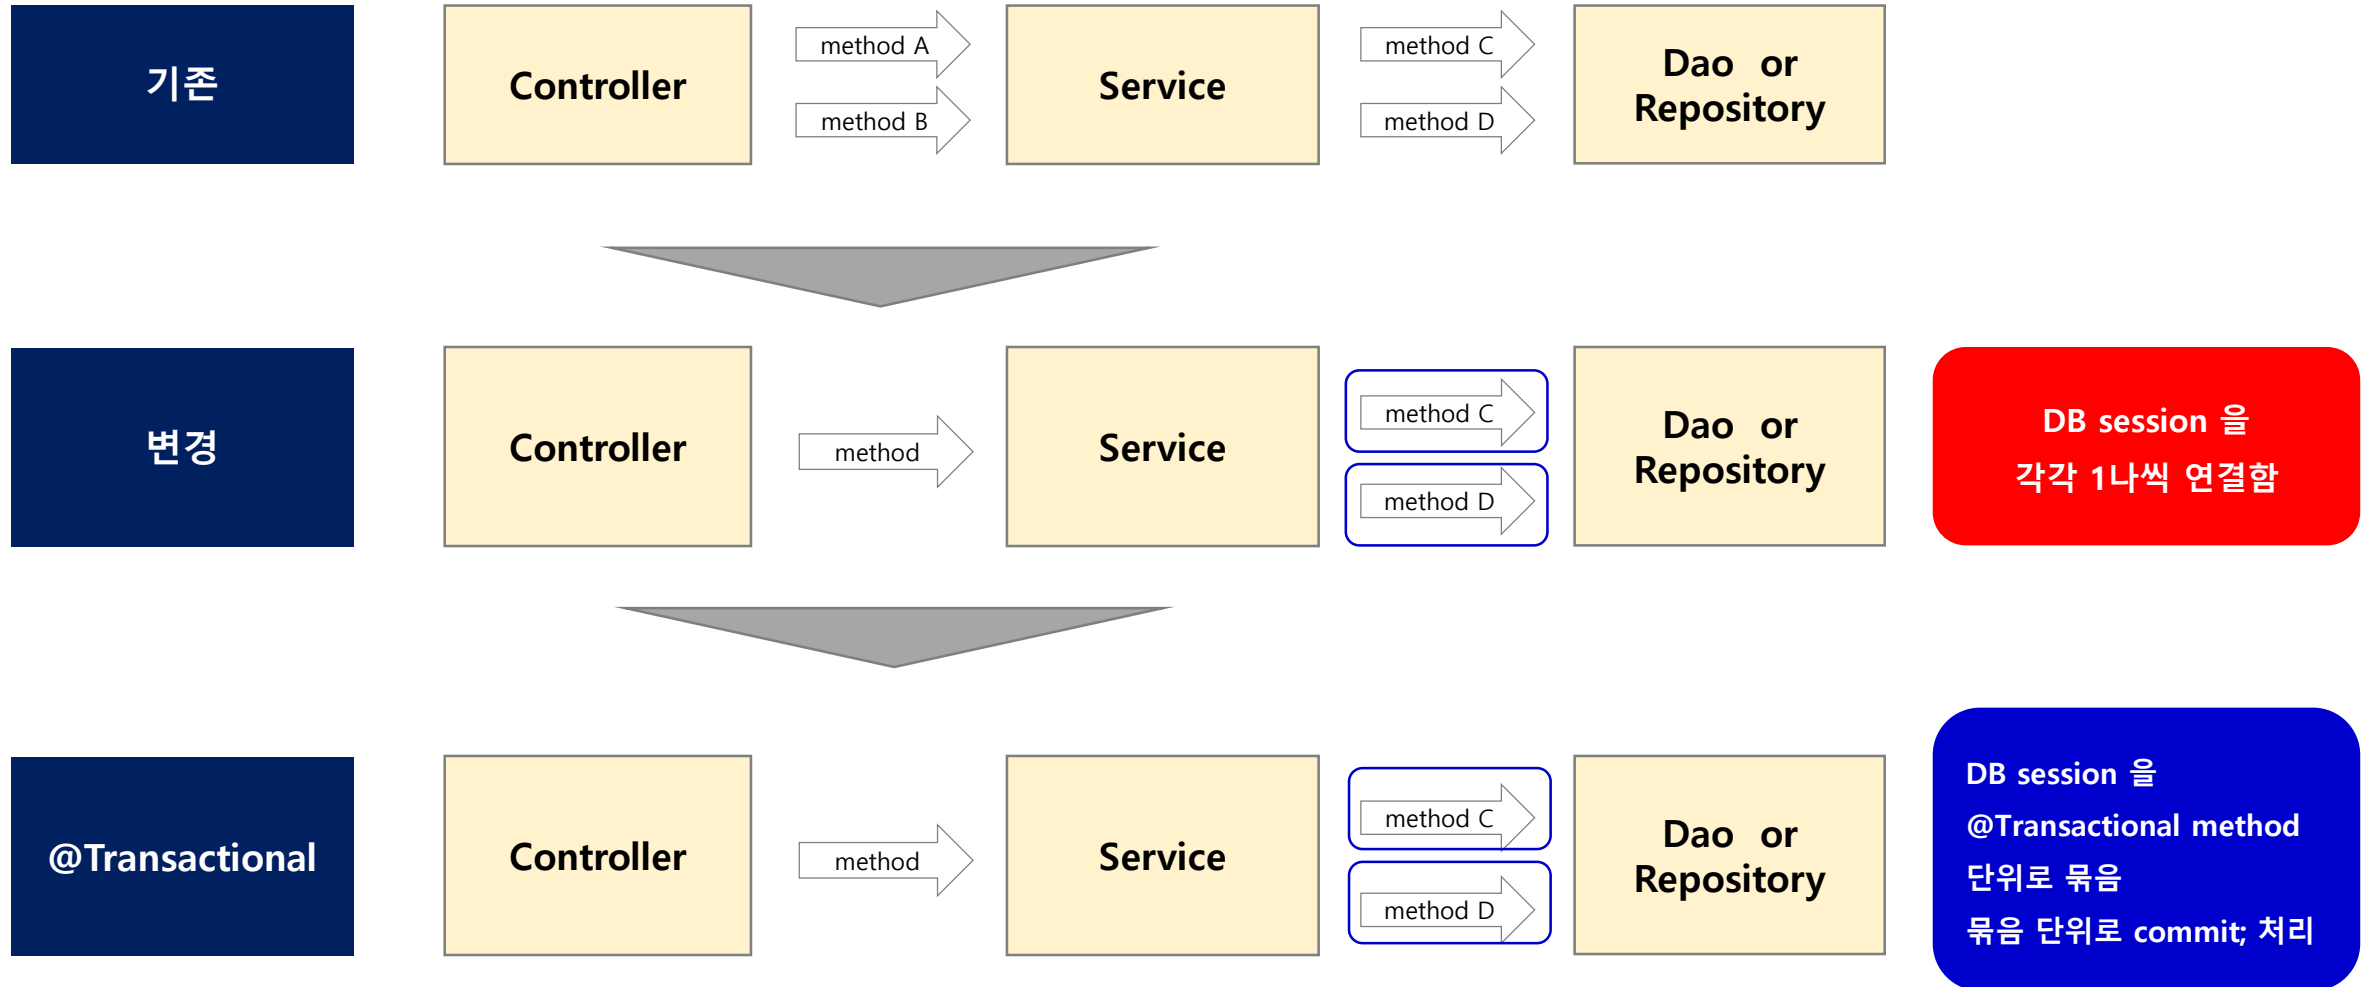 기존
Controller
method A
method B
Service
method C
method D
Dao or
Repository
변경
Controller
method
Service
method C
method D
Dao or
Repository
DB session 을
각각 1나씩 연결함
@Transactional
Controller
method
Service
method C
method D
Dao or
Repository
DB session 을
@Transactional method
단위로 묶음
묶음 단위로 commit; 처리